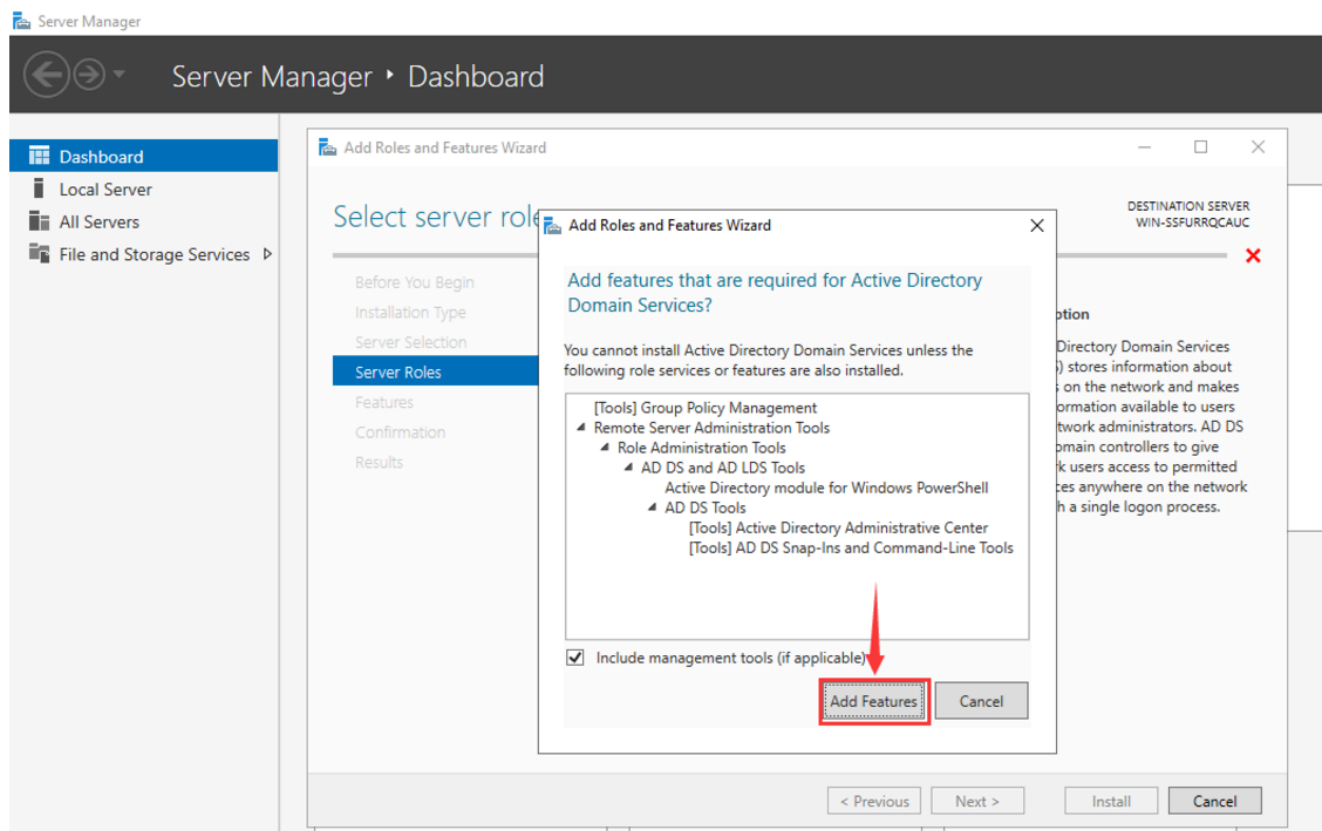 Server Manager
Server Manager ‣ Dashboard
Dashboard
Local Server
All Servers
File and Storage Services
Add Roles and Features Wizard
Select server role
DESTINATION SERVER
WIN-SSFURRQCAUC
Before You Begin
Installation Type
Server Selection
Server Roles
Features
Confirmation
Results
Add Roles and Features Wizard
Add features that are required for Active Directory
Domain Services?
You cannot install Active Directory Domain Services unless the
following role services or features are also installed.
[Tools] Group Policy Management
Remote Server Administration Tools
Role Administration Tools
AD DS and AD LDS Tools
Active Directory module for Windows PowerShell
AD DS Tools
[Tools] Active Directory Administrative Center
[Tools] AD DS Snap-Ins and Command-Line Tools
Include management tools (if applicable)
Add Features
Cancel
Directory Domain Services
) stores information about
on the network and makes
available to users
administrators. AD DS
controllers to give
users access to permitted
anywhere on the network
h a single logon process.
< Previous
Next >
Install
Cancel